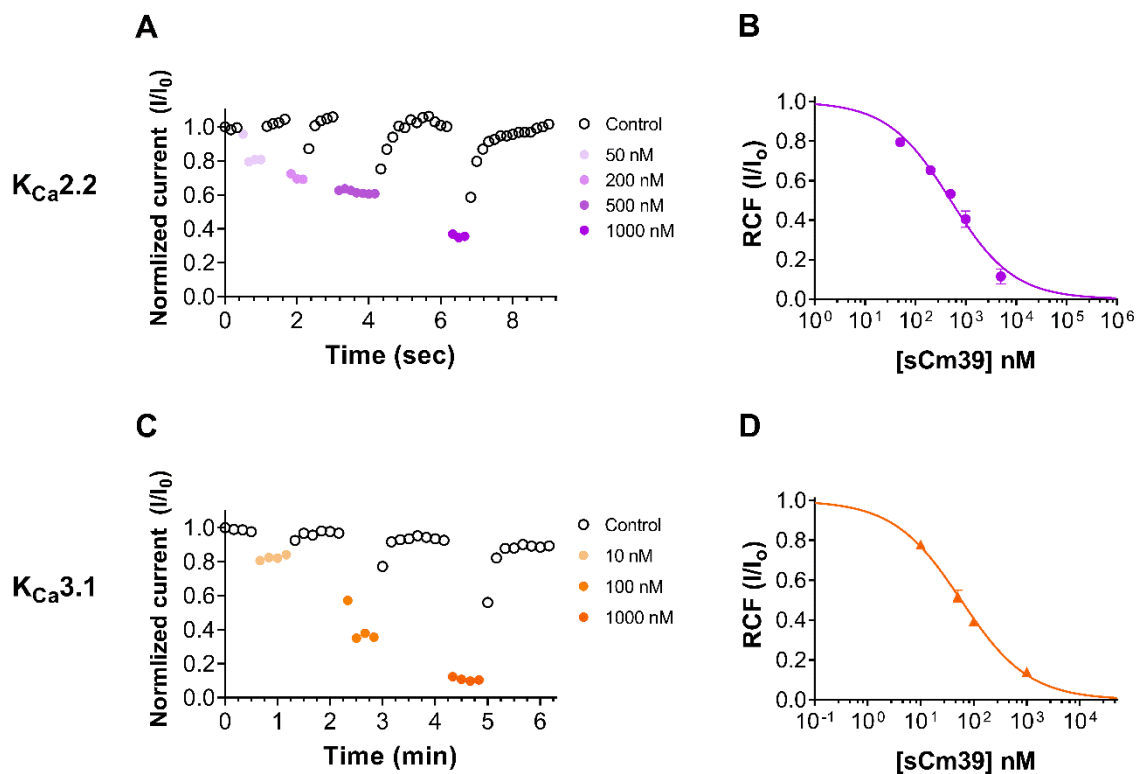 A
K_Ca2.2
Normlized current (I/I_0)
1.0
0.8
0.6
0.4
0.2
0.0
0 2 4 6 8
Time (sec)
Control
50 nM
200 nM
500 nM
1000 nM
B
RCF (I/I_o)
1.0
0.8
0.6
0.4
0.2
0.0
10^0 10^1 10^2 10^3 10^4 10^5 10^6
[sCm39] nM
C
K_Ca3.1
Normlized current (I/I_0)
1.0
0.8
0.6
0.4
0.2
0.0
0 1 2 3 4 5 6
Time (min)
Control
10 nM
100 nM
1000 nM
D
RCF (I/I_o)
1.0
0.8
0.6
0.4
0.2
0.0
10^-1 10^0 10^1 10^2 10^3 10^4
[sCm39] nM